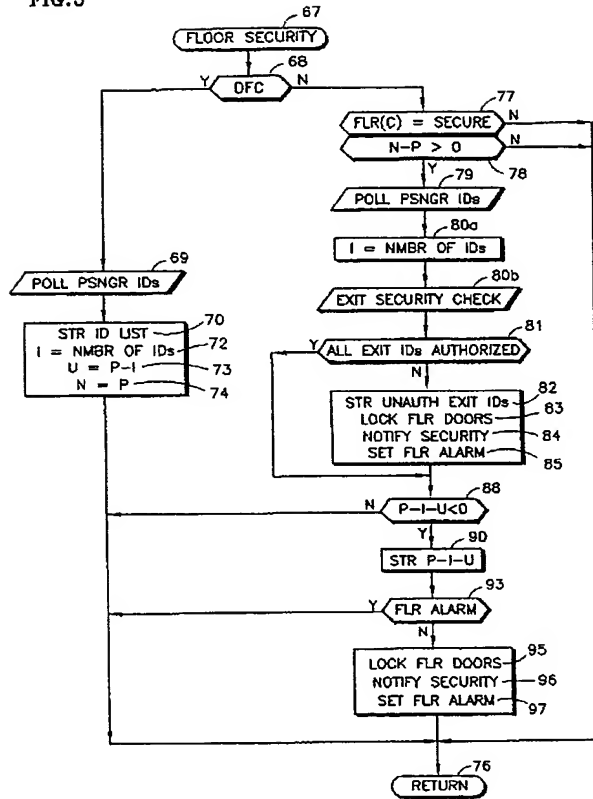 67
FLOOR SECURITY
68
Y DFC N
77
FLR(C) = SECURE N
N-P > 0 N
78
Y
79
POLL PSNGR IDs
80a
I = NMBR OF IDs
69
POLL PSNGR IDs
80b
EXIT SECURITY CHECK
STR ID LIST 70
I = NMBR OF IDs 72
U = P-I 73
N = P 74
81
Y ALL EXIT IDs AUTHORIZED
N
STR UNAUTH EXIT IDs 82
LOCK FLR DOORS 83
NOTIFY SECURITY 84
SET FLR ALARM 85
88
N P-I-U<0
Y
90
STR P-I-U
93
Y FLR ALARM
N
LOCK FLR DOORS 95
NOTIFY SECURITY 96
SET FLR ALARM 97
76
RETURN